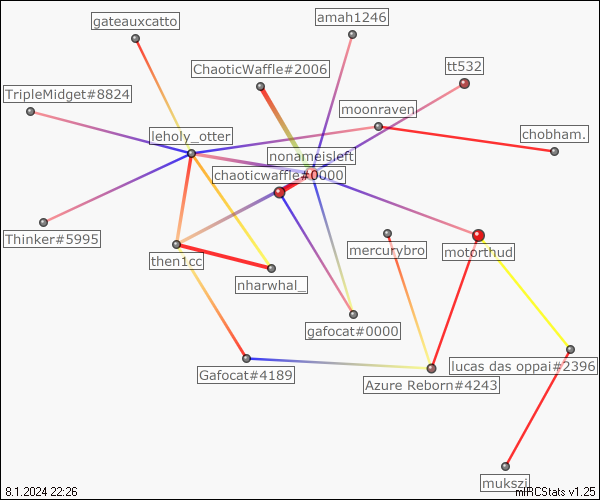 amah1246
gateauxcatto
tt532
ChaoticWaffle#2006
TripleMidget#8824
moonraven
chobham.
leholy_otter
nonameisleft
chaoticwaffle#0000
Thinker#5995
mercurybro
motorthud
then1cc
nharwhal_
gafocat#0000
lucas das oppai#2396
Gafocat#4189
Azure Reborn#4243
mukszi
8.1.2024 22:26
mIRCStats v1.25